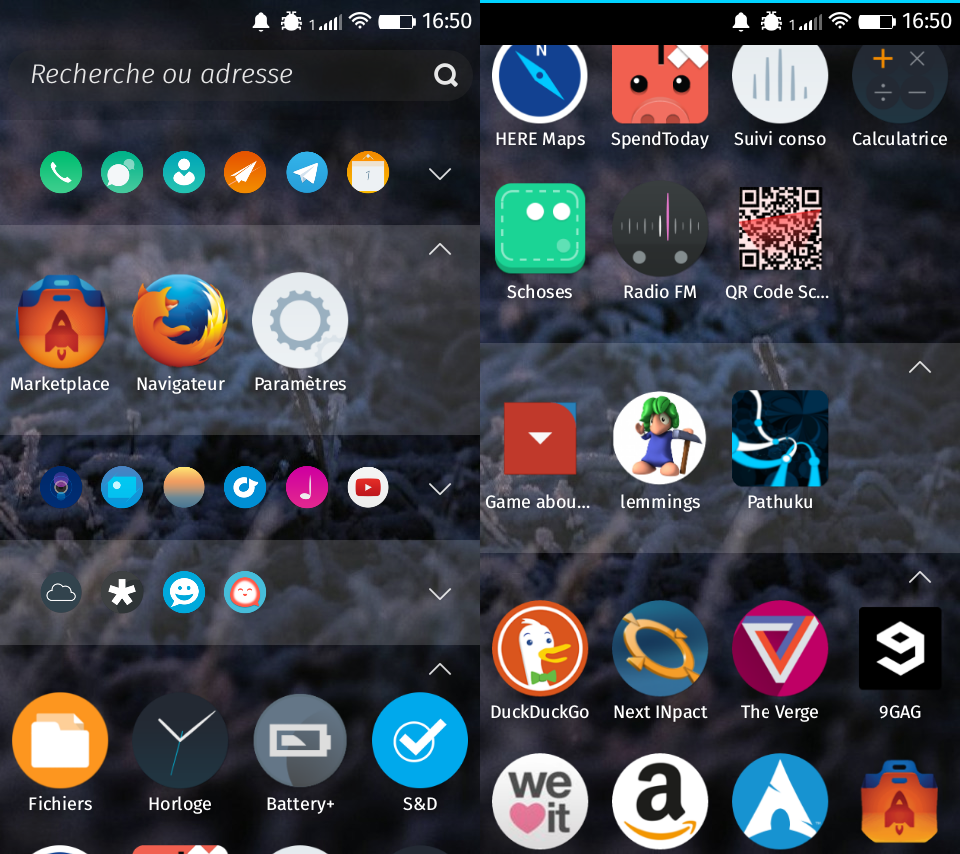 1
16:50
Recherche ou adresse
1
Marketplace
Navigateur
Paramètres
Fichiers
Horloge
Battery+
S&D
1
16:50
N
HERE Maps
SpendToday
Suivi conso
Calculatrice
Schoses
Radio FM
QR Code Sc...
Game abou...
lemmings
Pathuku
DuckDuckGo
Next INpact
The Verge
9GAG
we
it
a